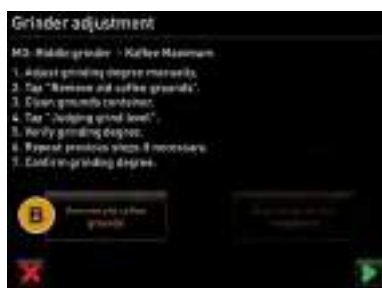 Grinder adjustment
M2: Middle grinder - Kaffee Maximum
1. Adjust grinding degree manually.
2. Tap "Remove old coffee grounds".
3. Clean grounds container.
4. Tap "Judging grind level".
5. Verify grinding degree.
6. Repeat previous steps if necessary.
7. Confirm grinding degree.
Remove old coffee
grounds